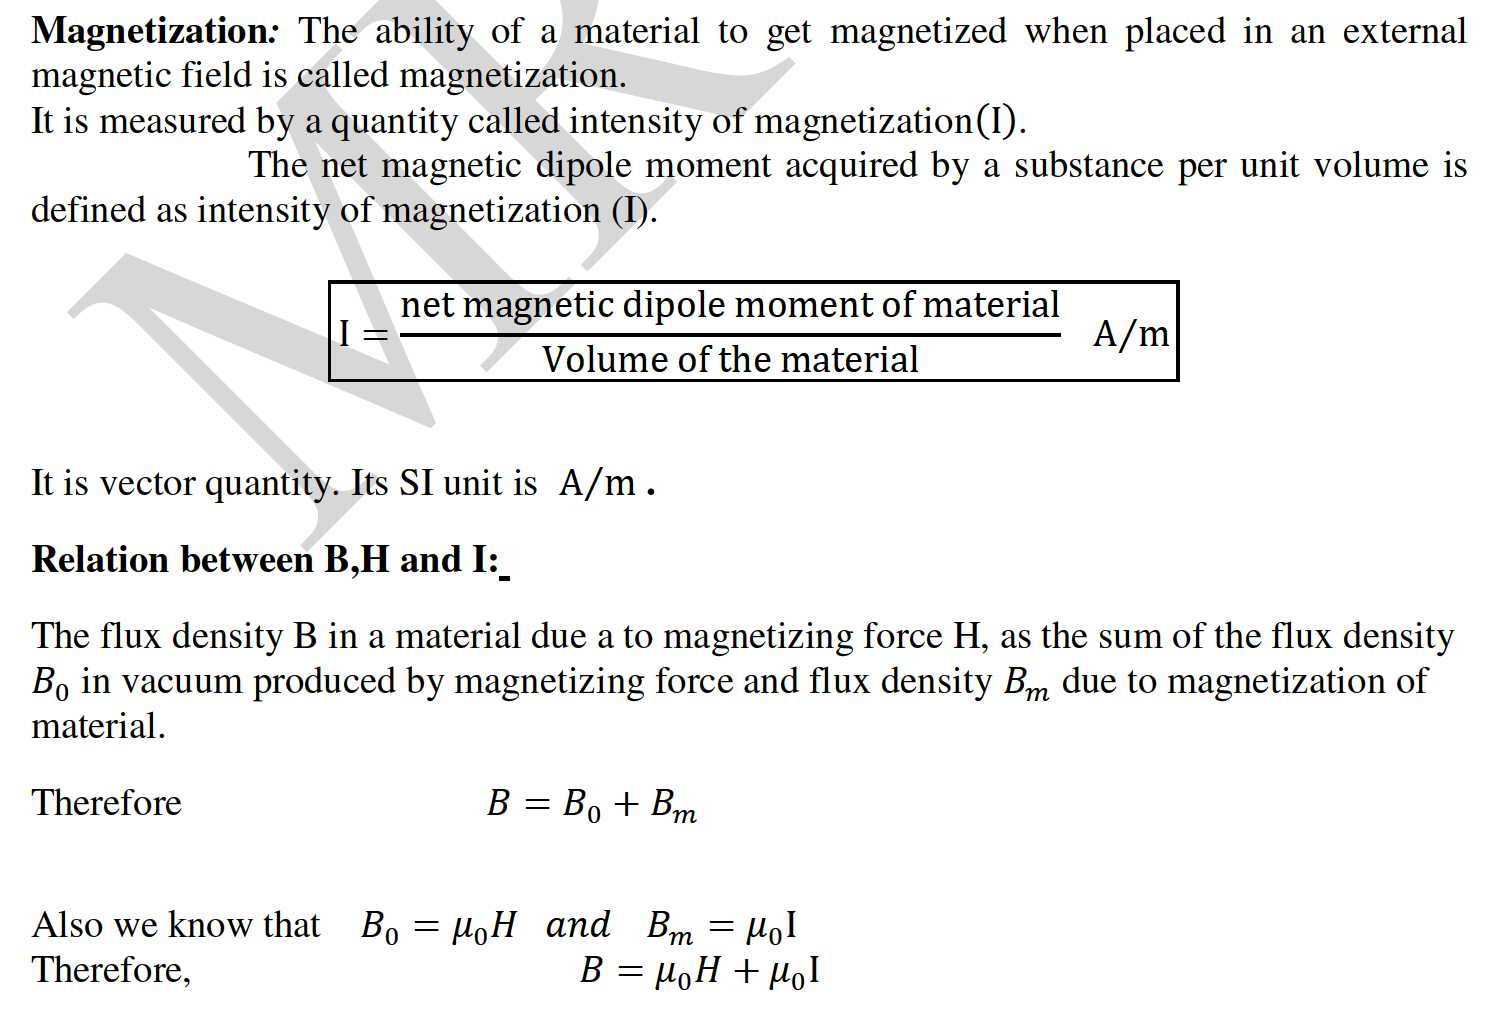 Magnetization: The ability of a material to get magnetized when placed in an external
magnetic field is called magnetization.
It is measured by a quantity called intensity of magnetization(I).
The net magnetic dipole moment acquired by a substance per unit volume is
defined as intensity of magnetization (I).
I = net magnetic dipole moment of material / Volume of the material A/m
It is vector quantity. Its SI unit is A/m .
Relation between B,H and I:
The flux density B in a material due a to magnetizing force H, as the sum of the flux density
B₀ in vacuum produced by magnetizing force and flux density Bₘ due to magnetization of
material.
Therefore B = B₀ + Bₘ
Also we know that B₀ = μ₀H and Bₘ = μ₀I
Therefore, B = μ₀H + μ₀I